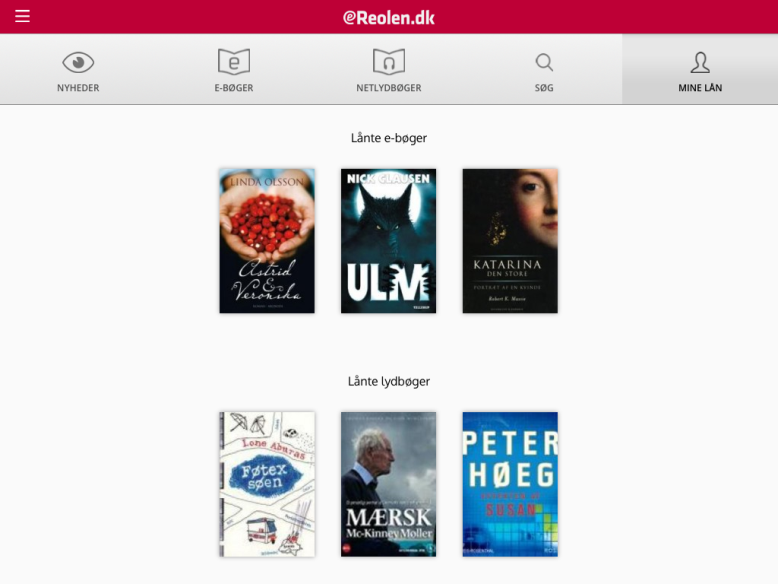 eReolen.dk
NYHEDER
e
E-BØGER
NETLYDBØGER
SØG
MINE LÅN
Lånte e-bøger
LINDA OLSSON
Astrid
&
Veronika
NICK CLAUSEN
ULM
KATARINA
DEN STORE
PORTRÆT AF EN KVINDE
Robert K. Massie
Lånte lydbøger
Lone Aburas
Føtex
søen
MÆRSK
Mc-Kinney Møller
PETER
HØEG
EFFEKTEN AF
SUSAN